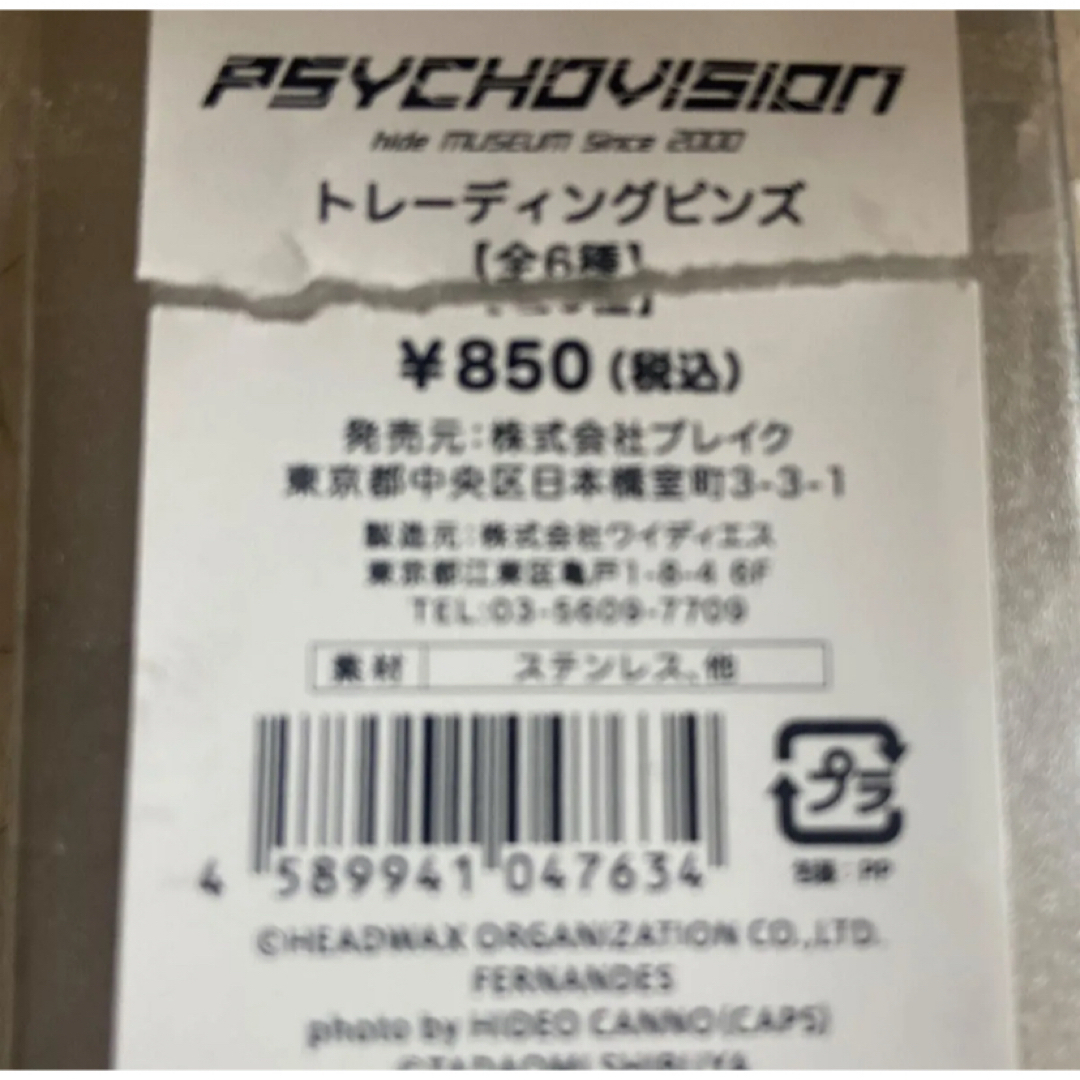 PSYCHOVISION
hide MUSEUM Since 2000
トレーディングピンズ
【全6種】
¥850(税込)
発売元:株式会社ブレイク
東京都中央区日本橋室町3-3-1
製造元:株式会社ワイディエス
東京都江東区亀戸1-8-4 6F
TEL:03-5609-7709
素材 ステンレス、他
プラ
包装:PP
4 589941 047634
©HEADWAX ORGANIZATION CO.,LTD.
FERNANDES
photo by HIDEO CANNO(CAPS)
©TADAOMI SHIBUYA